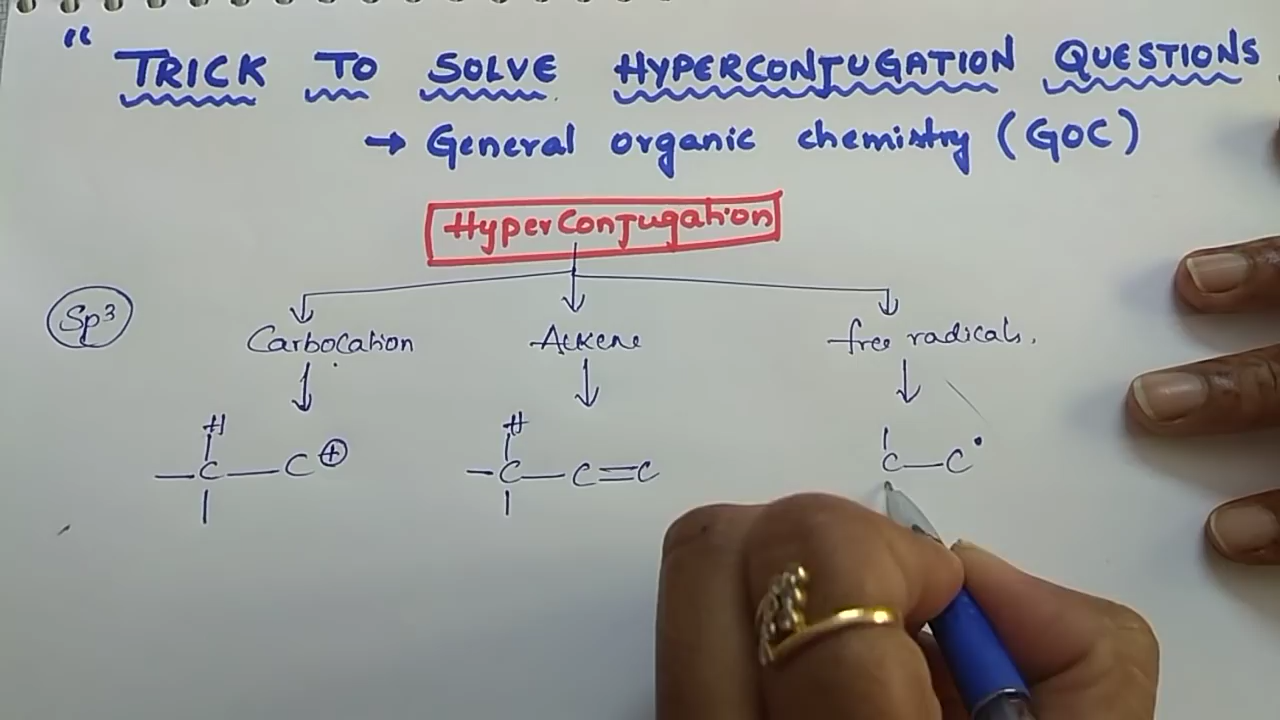 " TRICK TO SOLVE HYPERCONJUGATION QUESTIONS
→ General organic chemistry (GOC)
HyperConjugation
Sp³
Carbocation Alkene free radicals.
H H
—C—C⊕ —C—C=C C—C•